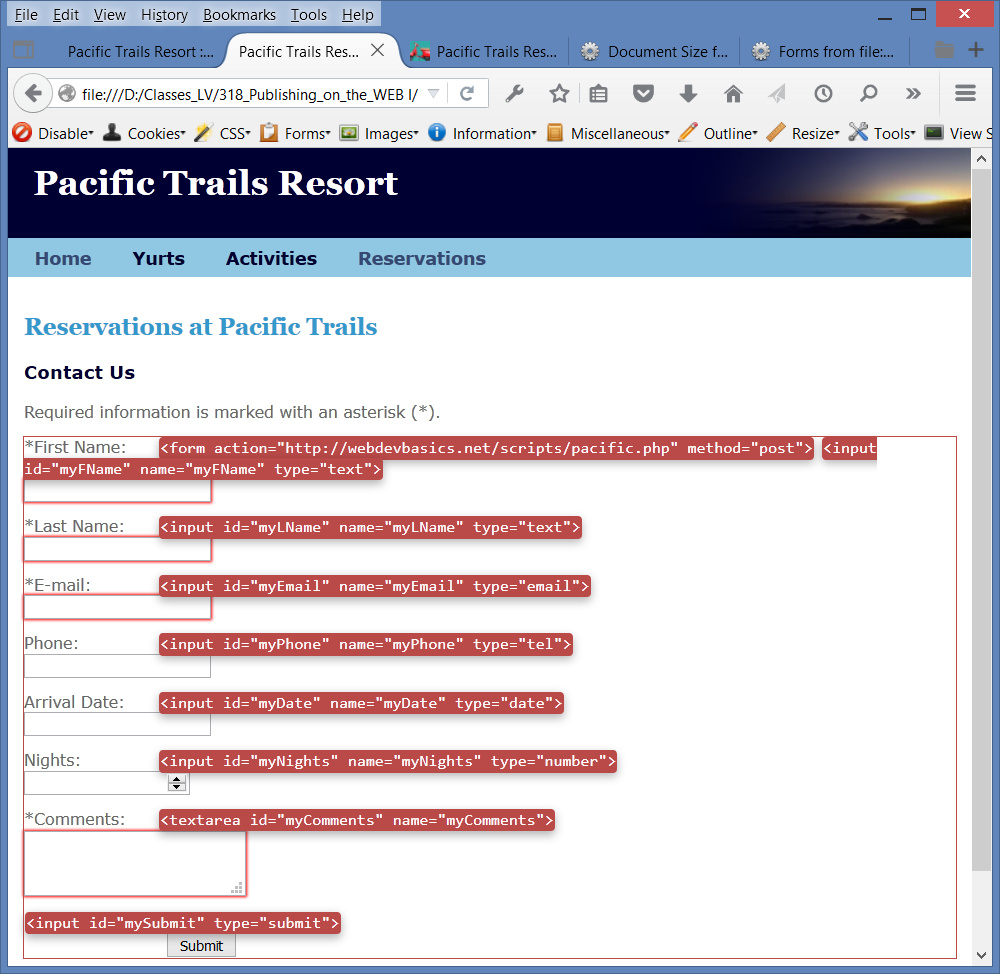 File Edit View History Bookmarks Tools Help
Pacific Trails Resort :... Pacific Trails Res... Pacific Trails Res... Document Size f... Forms from file:...
file:///D:/Classes_LV/318_Publishing_on_the_WEB I/
Disable Cookies CSS Forms Images Information Miscellaneous Outline Resize Tools View S
Pacific Trails Resort
Home Yurts Activities Reservations
Reservations at Pacific Trails
Contact Us
Required information is marked with an asterisk (*).
*First Name: <form action="http://webdevbasics.net/scripts/pacific.php" method="post"> <input
id="myFName" name="myFName" type="text">
*Last Name: <input id="myLName" name="myLName" type="text">
*E-mail: <input id="myEmail" name="myEmail" type="email">
Phone: <input id="myPhone" name="myPhone" type="tel">
Arrival Date: <input id="myDate" name="myDate" type="date">
Nights: <input id="myNights" name="myNights" type="number">
*Comments: <textarea id="myComments" name="myComments">
<input id="mySubmit" type="submit">
Submit